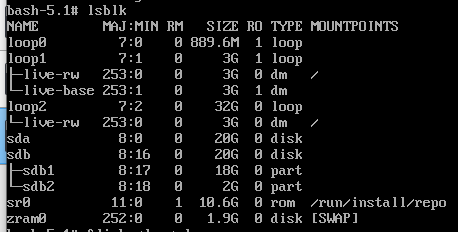 bash-5.1# lsblk
NAME MAJ:MIN RM SIZE RO TYPE MOUNTPOINTS
loop0 7:0 0 889.6M 1 loop
loop1 7:1 0 3G 1 loop
├─live-rw 253:0 0 3G 0 dm /
└─live-base 253:1 0 3G 1 dm
loop2 7:2 0 32G 0 loop
└─live-rw 253:0 0 3G 0 dm /
sda 8:0 0 20G 0 disk
sdb 8:16 0 20G 0 disk
├─sdb1 8:17 0 18G 0 part
└─sdb2 8:18 0 2G 0 part
sr0 11:0 1 10.6G 0 rom /run/install/repo
zram0 252:0 0 1.9G 0 disk [SWAP]
bash-5.1#